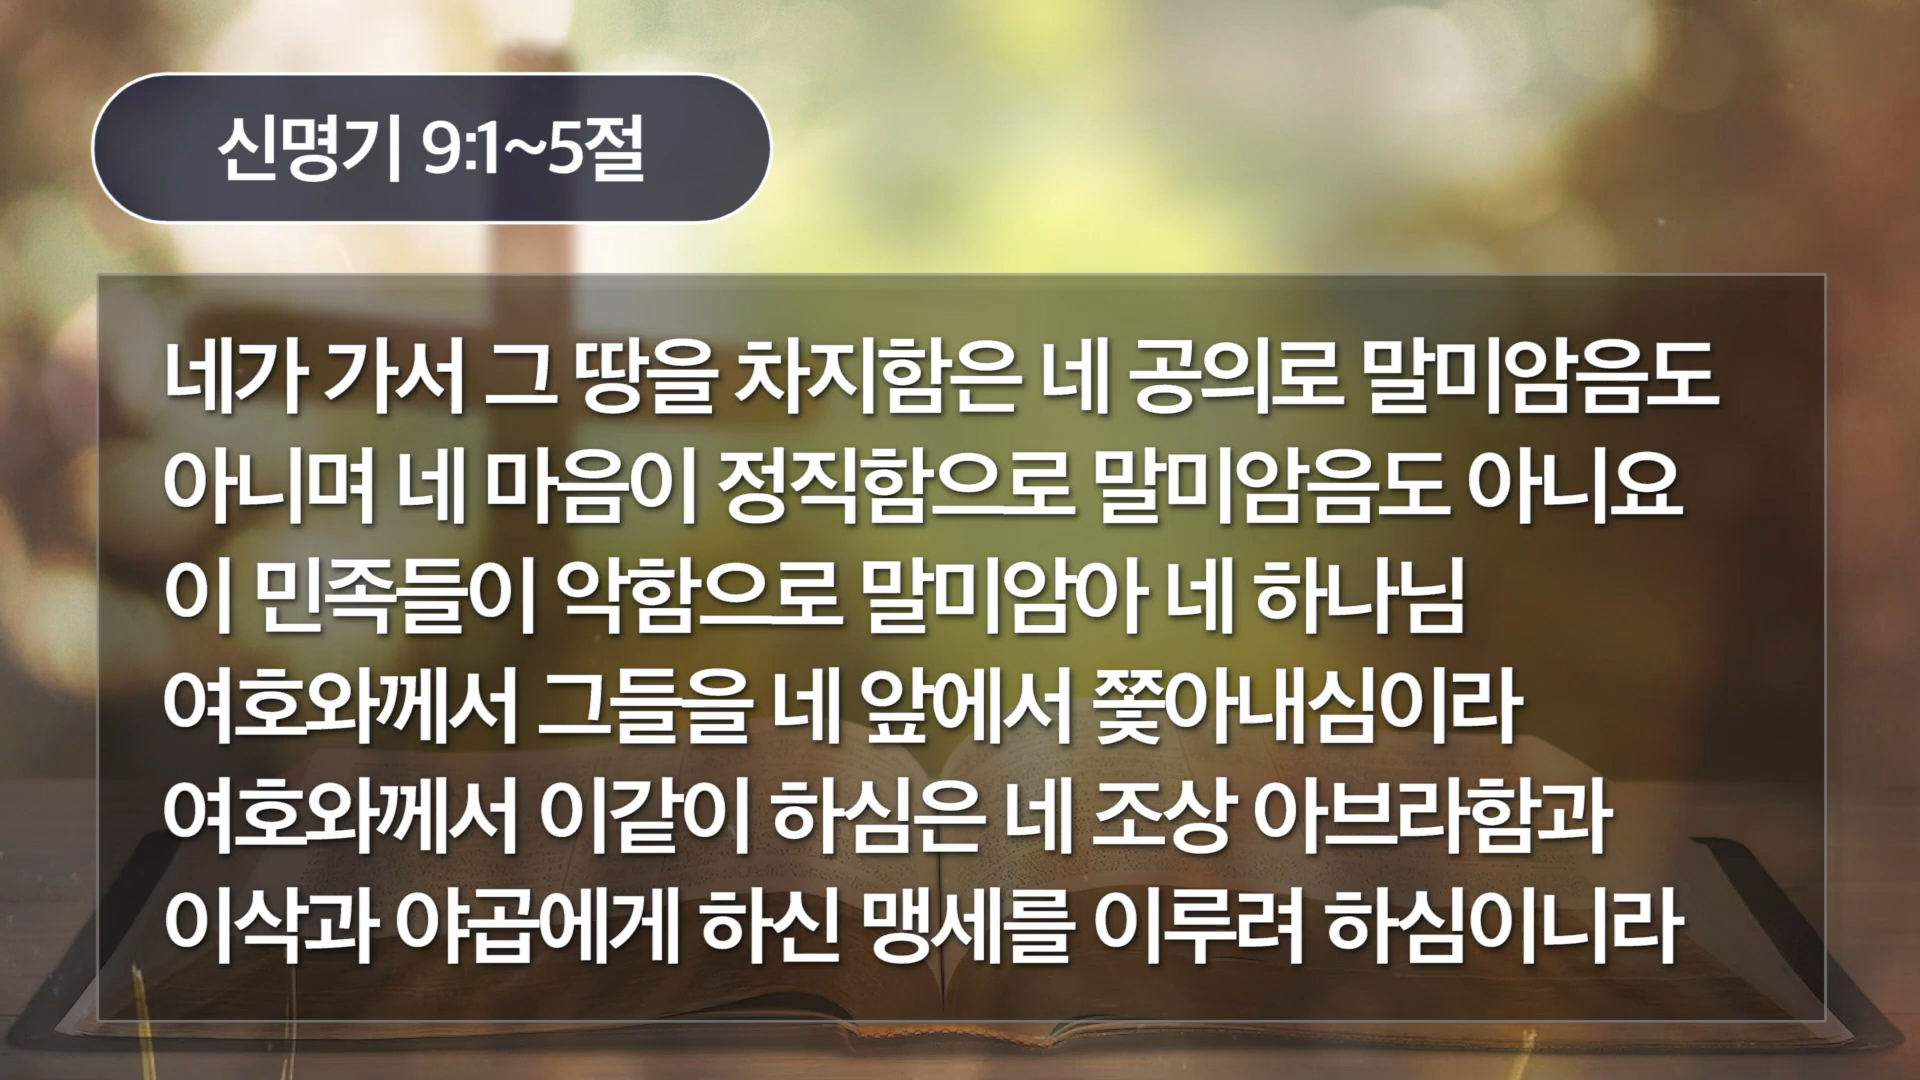 신명기 9:1~5절
네가 가서 그 땅을 차지함은 네 공의로 말미암음도
아니며 네 마음이 정직함으로 말미암음도 아니요
이 민족들이 악함으로 말미암아 네 하나님
여호와께서 그들을 네 앞에서 쫓아내심이라
여호와께서 이같이 하심은 네 조상 아브라함과
이삭과 야곱에게 하신 맹세를 이루려 하심이니라